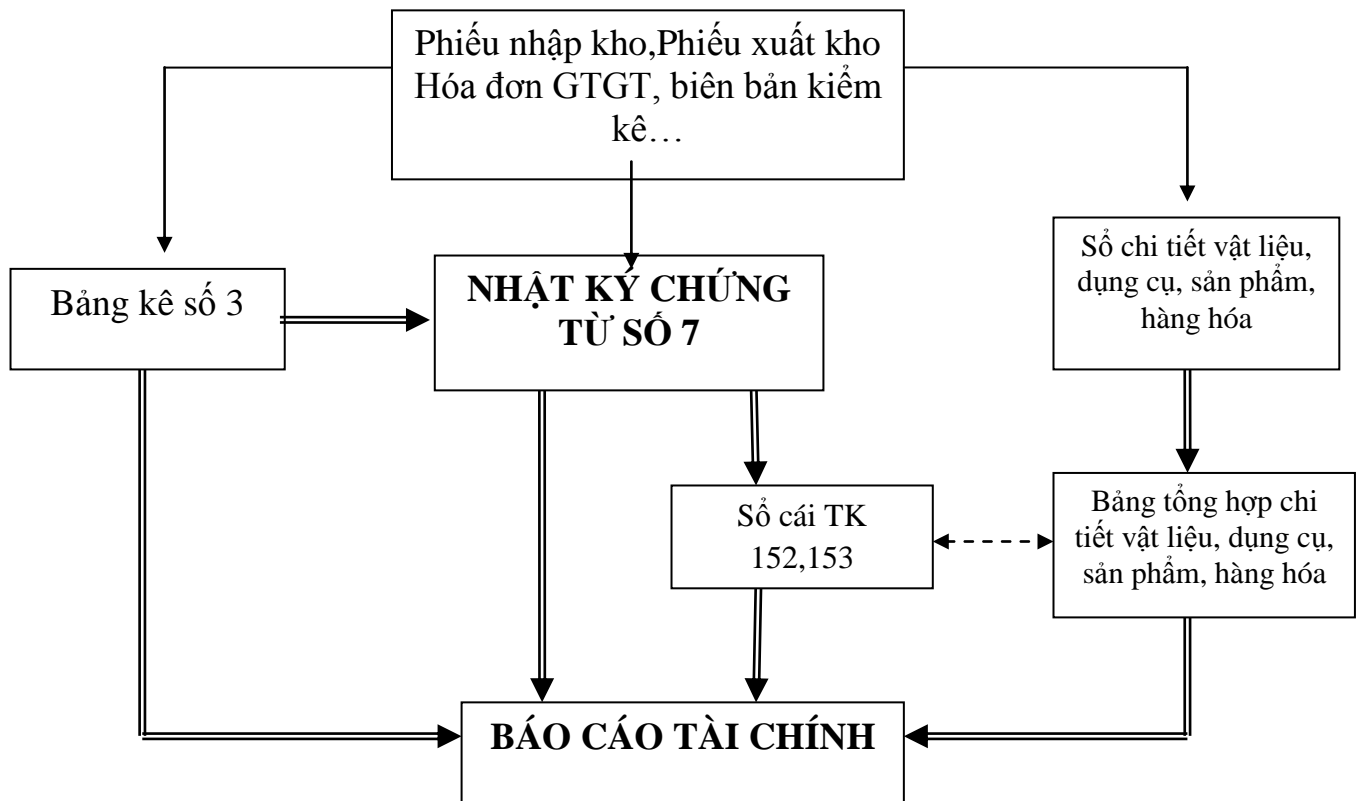 Phiếu nhập kho,Phiếu xuất kho
Hóa đơn GTGT, biên bản kiểm
kê…
Bảng kê số 3
NHẬT KÝ CHỨNG
TỪ SỐ 7
Sổ chi tiết vật liệu,
dụng cụ, sản phẩm,
hàng hóa
Sổ cái TK
152,153
Bảng tổng hợp chi
tiết vật liệu, dụng cụ,
sản phẩm, hàng hóa
BÁO CÁO TÀI CHÍNH